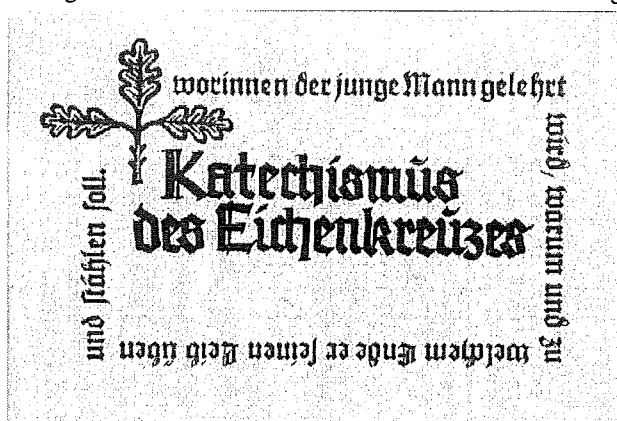 Katechismus
des Eichenkreuzes
worinnen der junge Mann gelehrt
wird, warum und zu
welchem Ende er seinen Leib üben
und stählen soll.